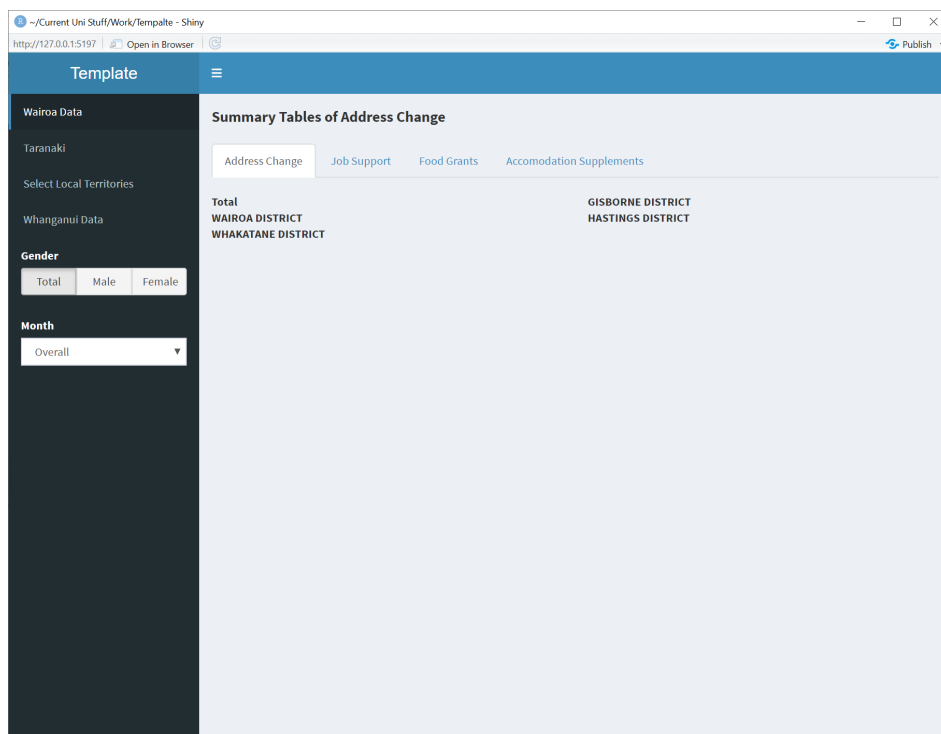 ~/Current Uni Stuff/Work/Tempalte - Shiny
http://127.0.0.1:5197 Open in Browser Publish
Template
Wairoa Data
Taranaki
Select Local Territories
Whanganui Data
Gender
Total Male Female
Month
Overall
Summary Tables of Address Change
Address Change Job Support Food Grants Accomodation Supplements
Total GISBORNE DISTRICT
WAIROA DISTRICT HASTINGS DISTRICT
WHAKATANE DISTRICT